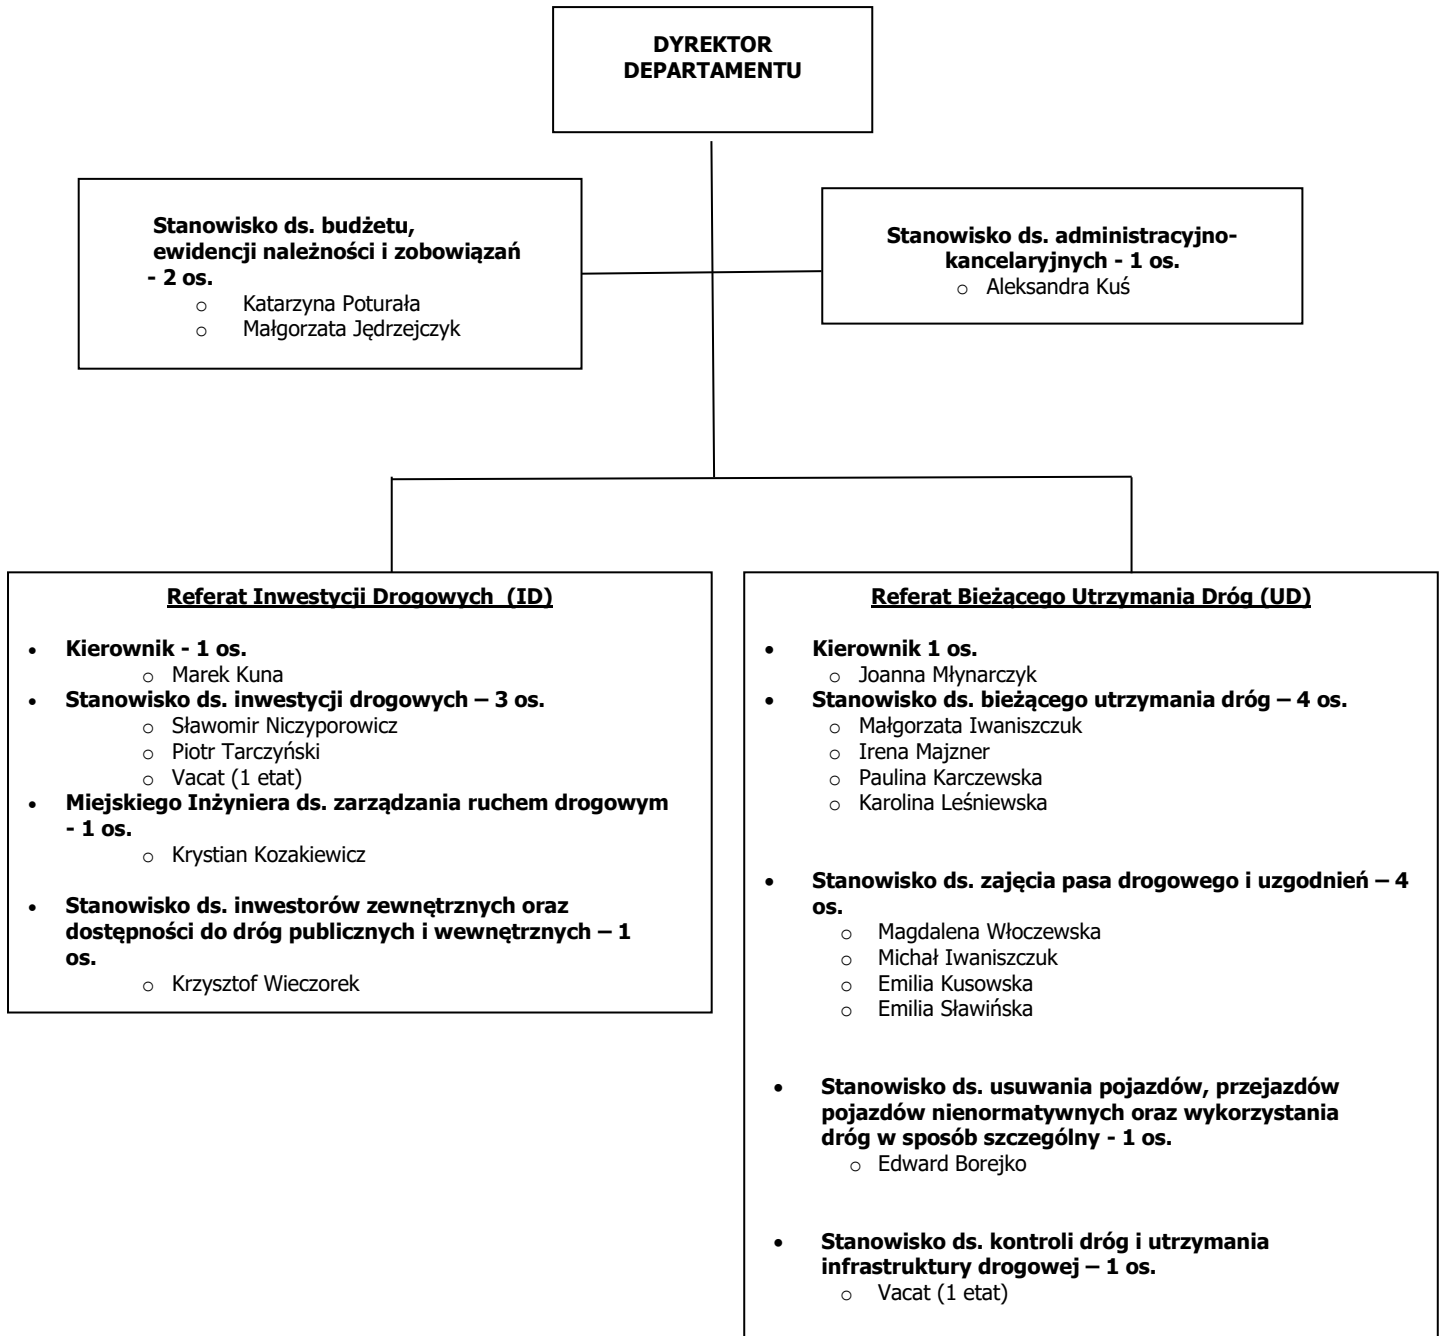 DYREKTOR
DEPARTAMENTU
Stanowisko ds. budżetu,
ewidencji należności i zobowiązań
- 2 os.
o Katarzyna Poturała
o Małgorzata Jędrzejczyk
Stanowisko ds. administracyjno-
kancelaryjnych - 1 os.
o Aleksandra Kuś
Referat Inwestycji Drogowych (ID)
• Kierownik - 1 os.
o Marek Kuna
• Stanowisko ds. inwestycji drogowych – 3 os.
o Sławomir Niczyporowicz
o Piotr Tarczyński
o Vacat (1 etat)
• Miejskiego Inżyniera ds. zarządzania ruchem drogowym
- 1 os.
o Krystian Kozakiewicz
• Stanowisko ds. inwestorów zewnętrznych oraz
dostępności do dróg publicznych i wewnętrznych – 1
os.
o Krzysztof Wieczorek
Referat Bieżącego Utrzymania Dróg (UD)
• Kierownik 1 os.
o Joanna Młynarczyk
• Stanowisko ds. bieżącego utrzymania dróg – 4 os.
o Małgorzata Iwaniszczuk
o Irena Majzner
o Paulina Karczewska
o Karolina Leśniewska
• Stanowisko ds. zajęcia pasa drogowego i uzgodnień – 4
os.
o Magdalena Włoczewska
o Michał Iwaniszczuk
o Emilia Kusowska
o Emilia Sławińska
• Stanowisko ds. usuwania pojazdów, przejazdów
pojazdów nienormatywnych oraz wykorzystania
dróg w sposób szczególny - 1 os.
o Edward Borejko
• Stanowisko ds. kontroli dróg i utrzymania
infrastruktury drogowej – 1 os.
o Vacat (1 etat)